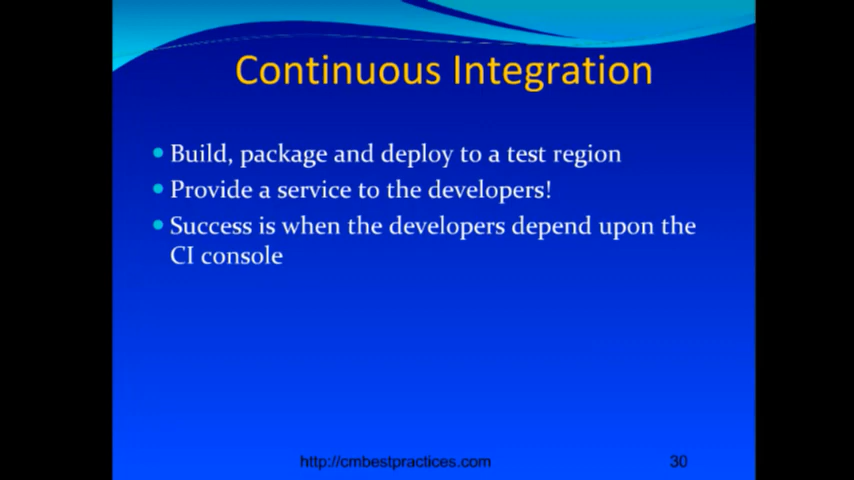 Continuous Integration
Build, package and deploy to a test region
Provide a service to the developers!
Success is when the developers depend upon the
CI console
http://cmbestpractices.com
30